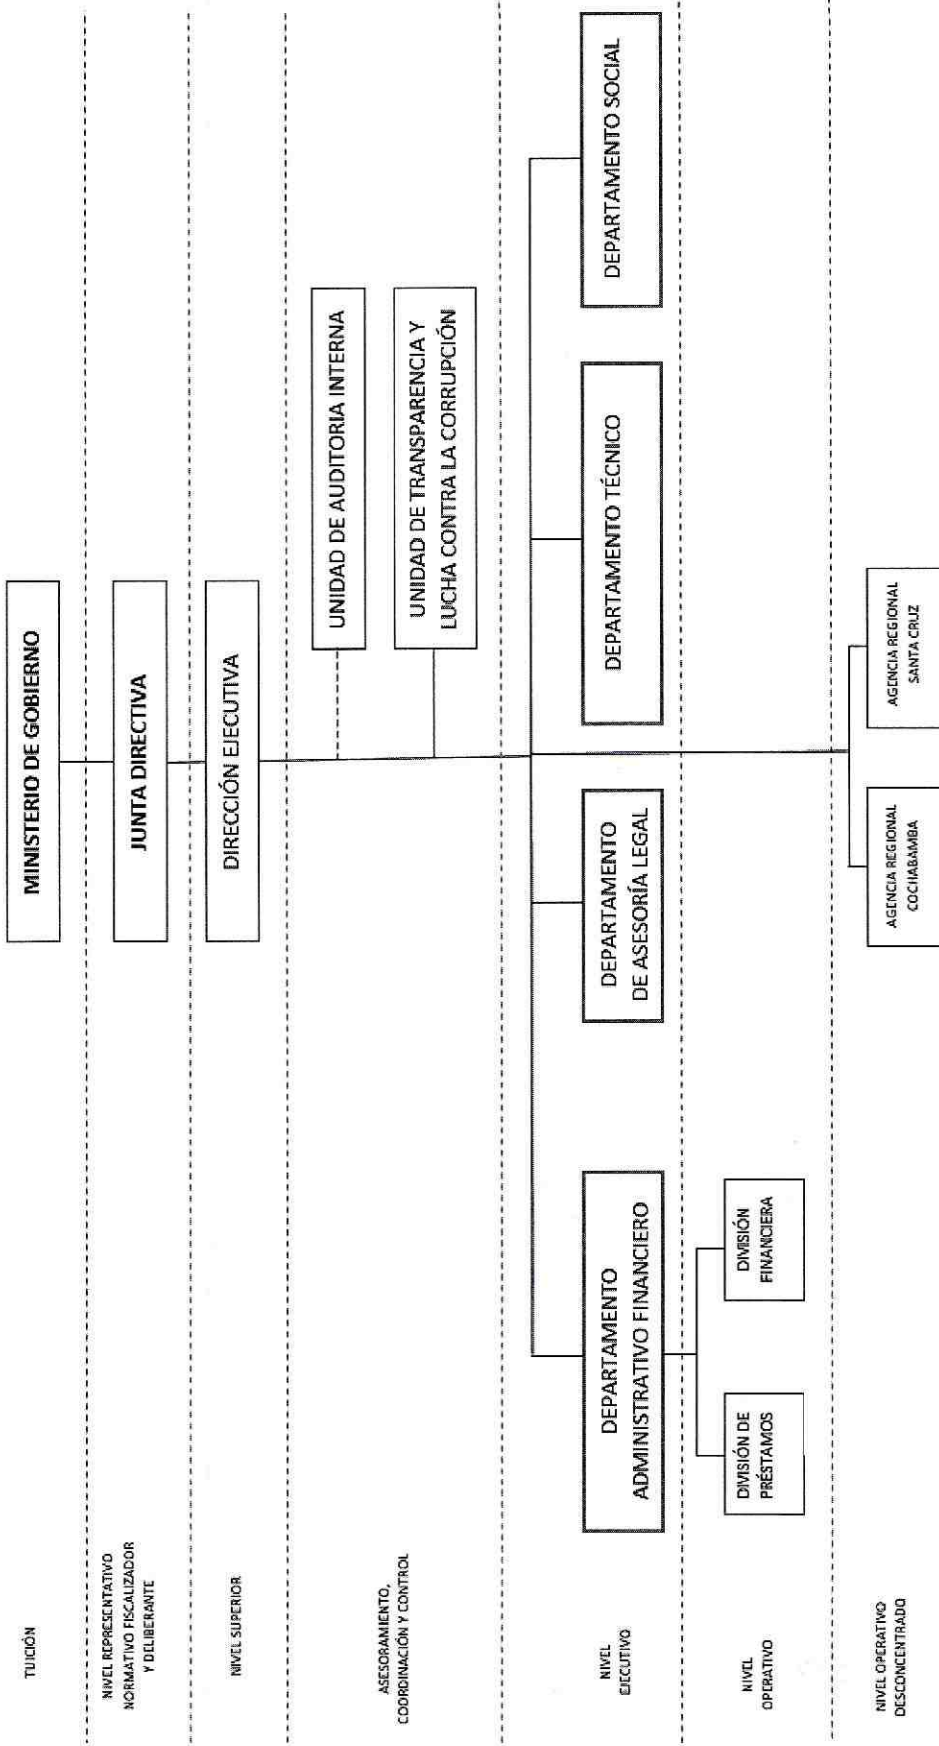 TUICIÓN
MINISTERIO DE GOBIERNO
NIVEL REPRESENTATIVO
NORMATIVO FISCALIZADOR
Y DELIBERANTE
JUNTA DIRECTIVA
NIVEL SUPERIOR
DIRECCIÓN EJECUTIVA
ASESORAMIENTO,
COORDINACIÓN Y CONTROL
UNIDAD DE AUDITORIA INTERNA
UNIDAD DE TRANSPARENCIA Y
LUCHA CONTRA LA CORRUPCIÓN
NIVEL
EJECUTIVO
DEPARTAMENTO
ADMINISTRATIVO FINANCIERO
DEPARTAMENTO
DE ASESORÍA LEGAL
DEPARTAMENTO TÉCNICO
DEPARTAMENTO SOCIAL
NIVEL
OPERATIVO
DIVISIÓN DE
PRÉSTAMOS
DIVISIÓN
FINANCIERA
NIVEL OPERATIVO
DESCONCENTRADO
AGENCIA REGIONAL
COCHABAMBA
AGENCIA REGIONAL
SANTA CRUZ